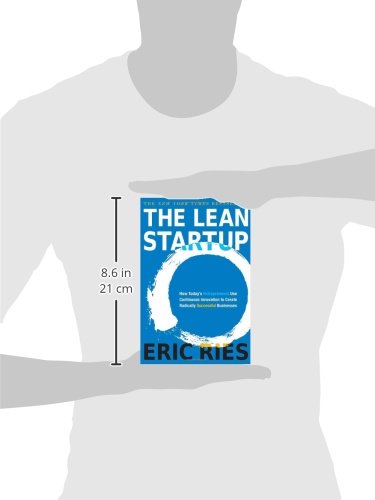 THE NEW YORK TIMES BESTSELLER
THE LEAN
STARTUP
How Today's Entrepreneurs Use
Continuous Innovation to Create
Radically Successful Businesses
ERIC RIES
8.6 in
21 cm